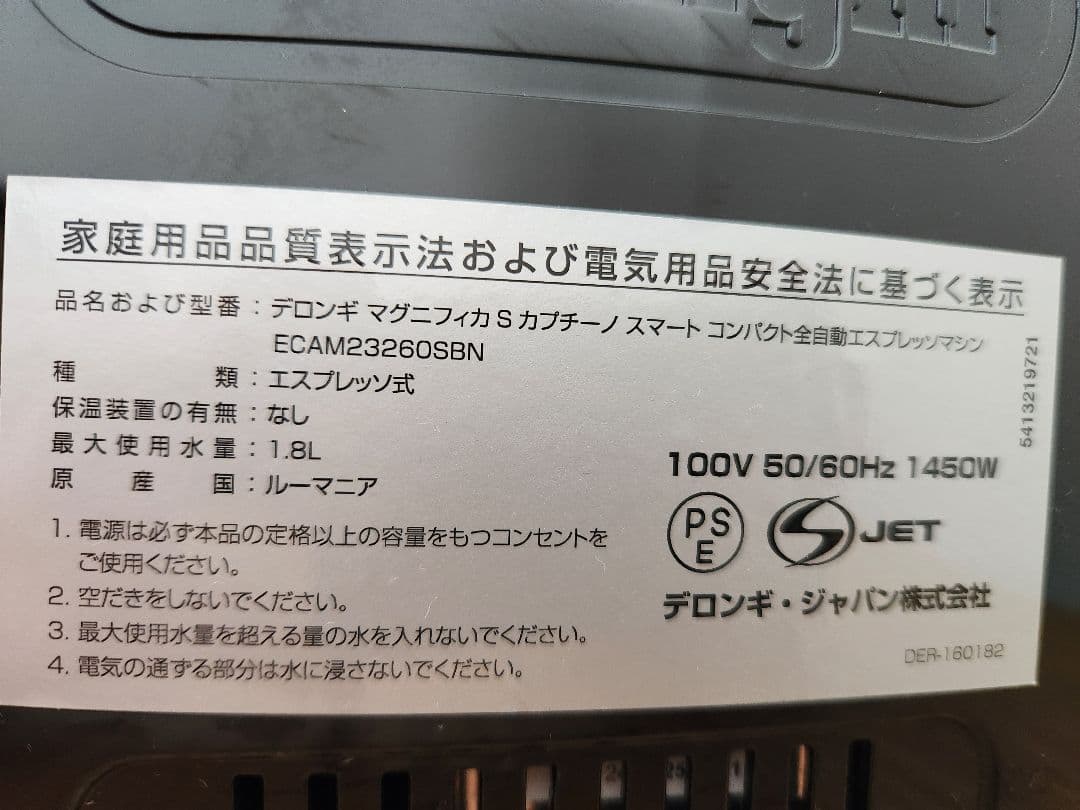 家庭用品品質表示法および電気用品安全法に基づく表示
品名および型番：デロンギ マグニフィカ S カプチーノ スマート コンパクト全自動エスプレッソマシン
ECAM23260SBN
種類：エスプレッソ式
保温装置の有無：なし
最大使用水量：1.8L
原産国：ルーマニア
1. 電源は必ず本品の定格以上の容量をもつコンセントを
ご使用ください。
2. 空だきをしないでください。
3. 最大使用水量を超える量の水を入れないでください。
4. 電気の通ずる部分は水に浸さないでください。
100V 50/60Hz 1450W
PS
E
JET
デロンギ・ジャパン株式会社
DER-160182
5413219721